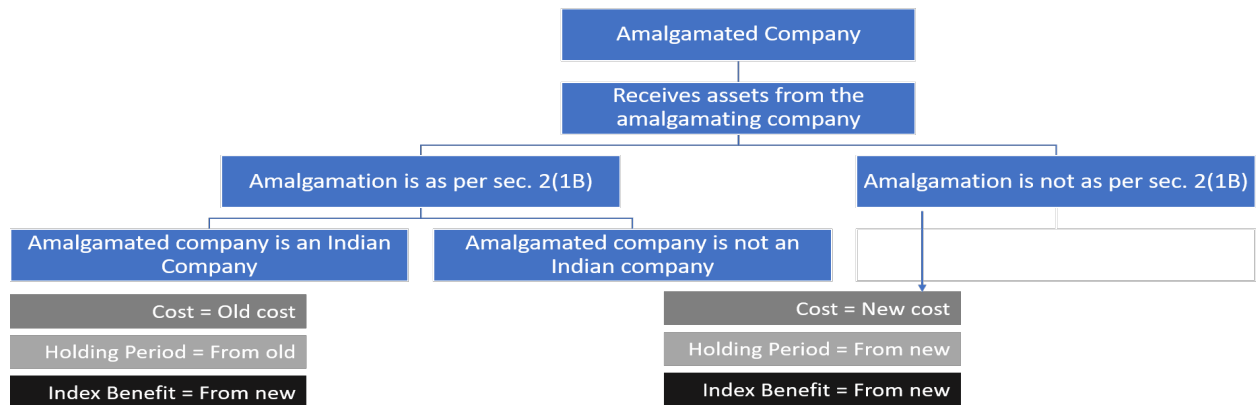 Amalgamated Company
Receives assets from the
amalgamating company
Amalgamation is as per sec. 2(1B)
Amalgamation is not as per sec. 2(1B)
Amalgamated company is an Indian
Company
Amalgamated company is not an
Indian company
Cost = Old cost
Holding Period = From old
Index Benefit = From new
Cost = New cost
Holding Period = From new
Index Benefit = From new